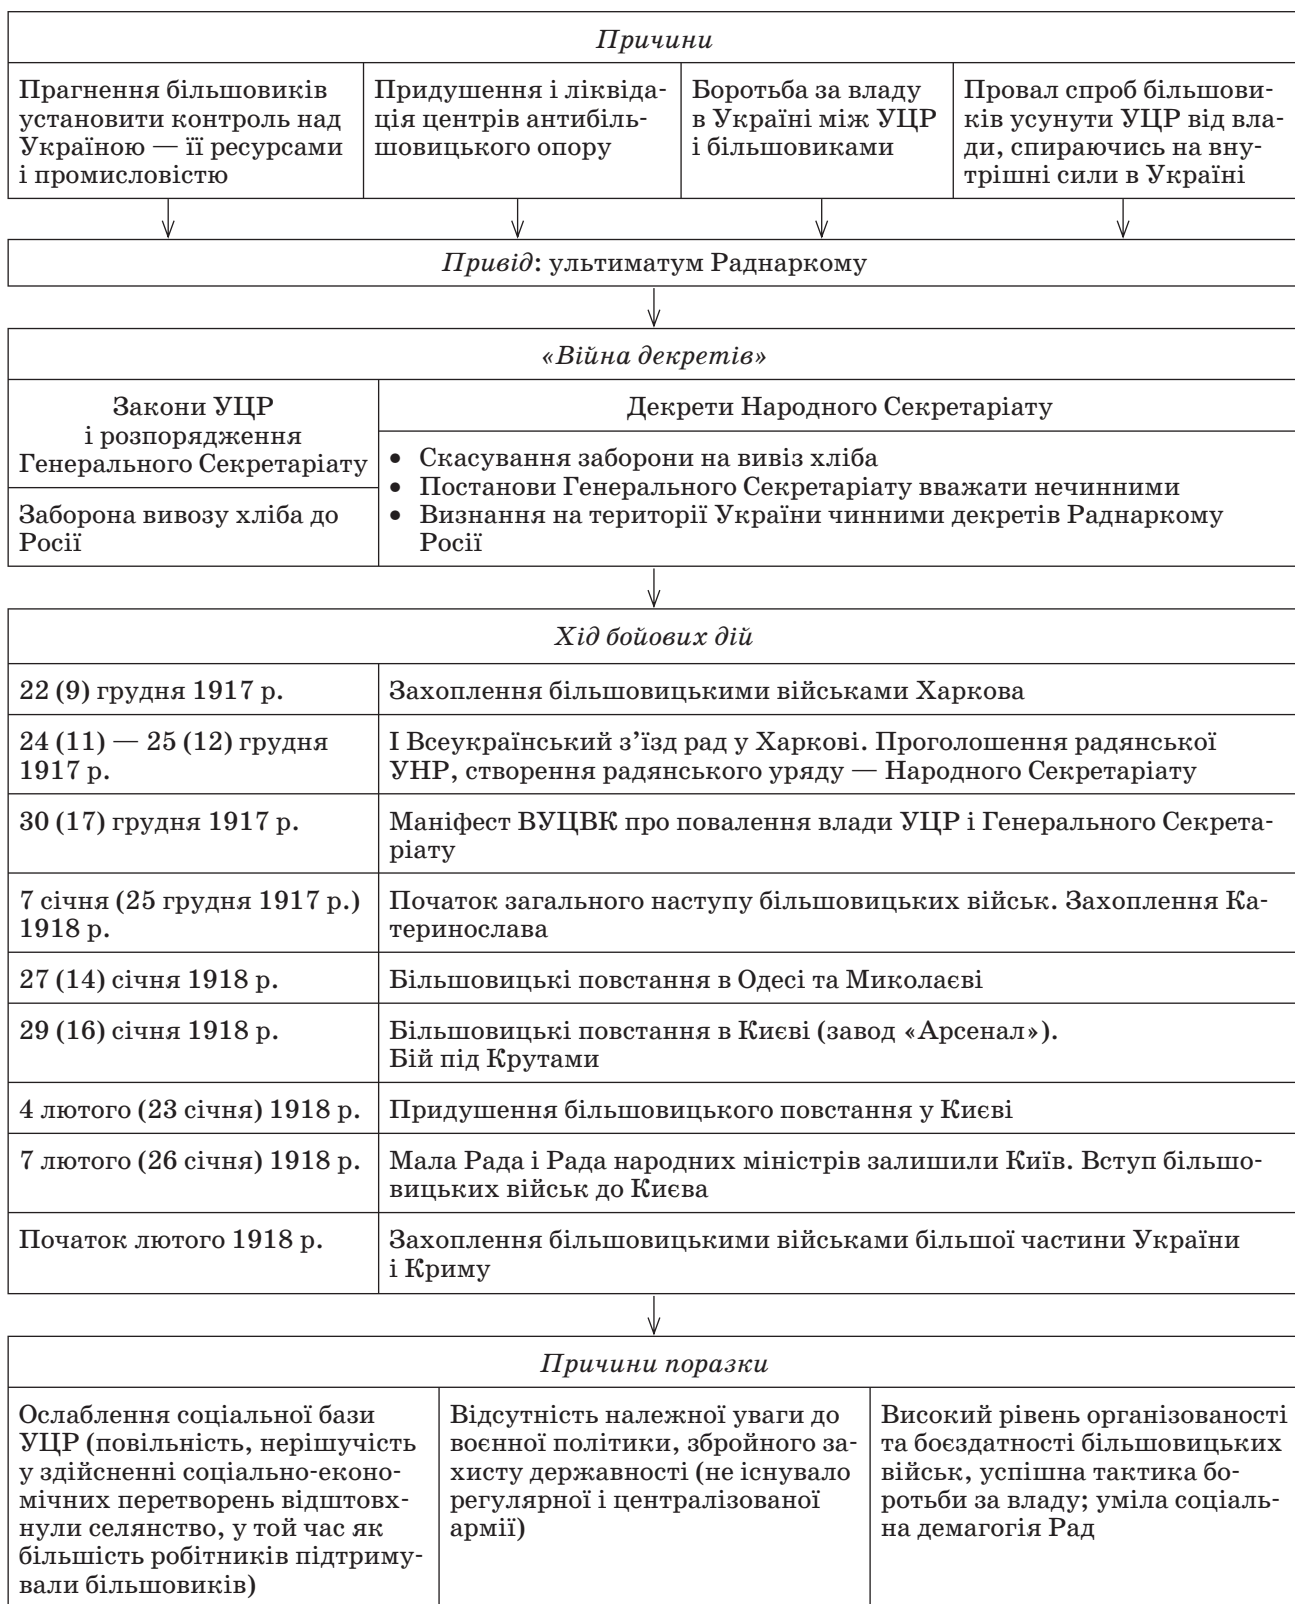 Причини
Прагнення більшовиків
установити контроль над
Україною — її ресурсами
і промисловістю
Придушення і ліквіда-
ція центрів антибіль-
шовицького опору
Боротьба за владу
в Україні між УЦР
і більшовиками
Провал спроб більшови-
ків усунути УЦР від вла-
ди, спираючись на вну-
трішні сили в Україні
Привід: ультиматум Раднаркому
«Війна декретів»
Закони УЦР
і розпорядження
Генерального Секретаріату
Заборона вивозу хліба до
Росії
Декрети Народного Секретаріату
• Скасування заборони на вивіз хліба
• Постанови Генерального Секретаріату вважати нечинними
• Визнання на території України чинними декретів Раднаркому
Росії
Хід бойових дій
22 (9) грудня 1917 р.
Захоплення більшовицькими військами Харкова
24 (11) — 25 (12) грудня
1917 р.
І Всеукраїнський з’їзд рад у Харкові. Проголошення радянської
УНР, створення радянського уряду — Народного Секретаріату
30 (17) грудня 1917 р.
Маніфест ВУЦВК про повалення влади УЦР і Генерального Секрета-
ріату
7 січня (25 грудня 1917 р.)
1918 р.
Початок загального наступу більшовицьких військ. Захоплення Ка-
теринослава
27 (14) січня 1918 р.
Більшовицькі повстання в Одесі та Миколаєві
29 (16) січня 1918 р.
Більшовицькі повстання в Києві (завод «Арсенал»).
Бій під Крутами
4 лютого (23 січня) 1918 р.
Придушення більшовицького повстання у Києві
7 лютого (26 січня) 1918 р.
Мала Рада і Рада народних міністрів залишили Київ. Вступ більшо-
вицьких військ до Києва
Початок лютого 1918 р.
Захоплення більшовицькими військами більшої частини України
і Криму
Причини поразки
Ослаблення соціальної бази
УЦР (повільність, нерішучість
у здійсненні соціально-еконо-
мічних перетворень відштовх-
нули селянство, у той час як
більшість робітників підтриму-
вали більшовиків)
Відсутність належної уваги до
воєнної політики, збройного за-
хисту державності (не існувало
регулярної і централізованої
армії)
Високий рівень організованості
та боєздатності більшовицьких
військ, успішна тактика бо-
ротьби за владу; уміла соціаль-
на демагогія Рад